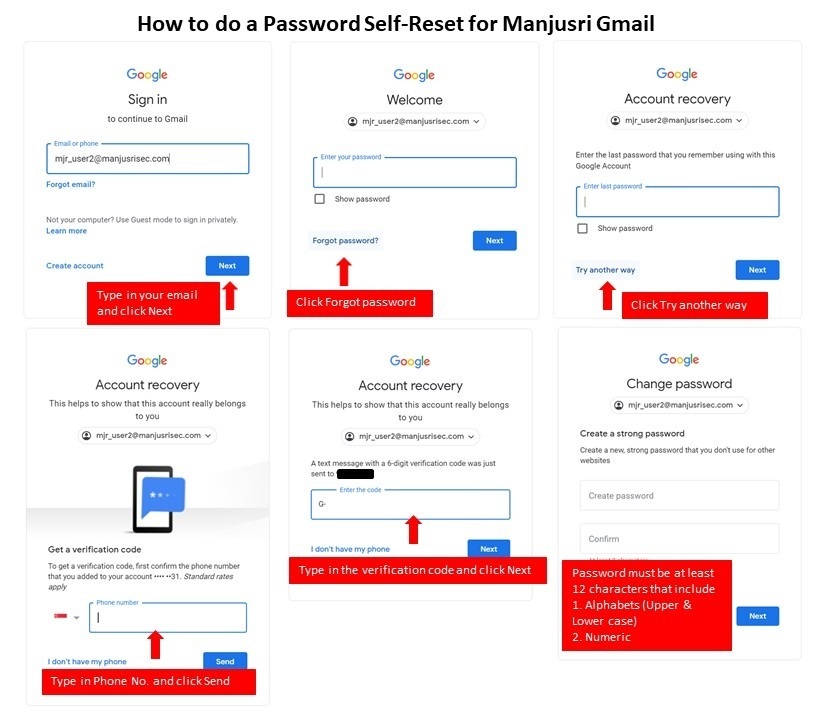 How to do a Password Self-Reset for Manjusri Gmail
Google
Sign in
to continue to Gmail
Email or phone
mjr_user2@manjusrisec.com
Forgot email?
Not your computer? Use Guest mode to sign in privately.
Learn more
Create account
Next
Type in your email
and click Next
Google
Welcome
mjr_user2@manjusrisec.com
Enter your password
Show password
Forgot password?
Next
Click Forgot password
Google
Account recovery
mjr_user2@manjusrisec.com
Enter the last password that you remember using with this
Google Account
Enter last password
Show password
Try another way
Next
Click Try another way
Google
Account recovery
This helps to show that this account really belongs
to you
mjr_user2@manjusrisec.com
Get a verification code
To get a verification code, first confirm the phone number
that you added to your account •••• ••31. Standard rates
apply
Phone number
I don't have my phone
Send
Type in Phone No. and click Send
Google
Account recovery
This helps to show that this account really belongs
to you
mjr_user2@manjusrisec.com
A text message with a 6-digit verification code was just
sent to
Enter the code
G-
I don't have my phone
Next
Type in the verification code and click Next
Google
Change password
mjr_user2@manjusrisec.com
Create a strong password
Create a new, strong password that you don't use for other
websites
Create password
Confirm
Password must be at least
12 characters that include
1. Alphabets (Upper &
Lower case)
2. Numeric
Next